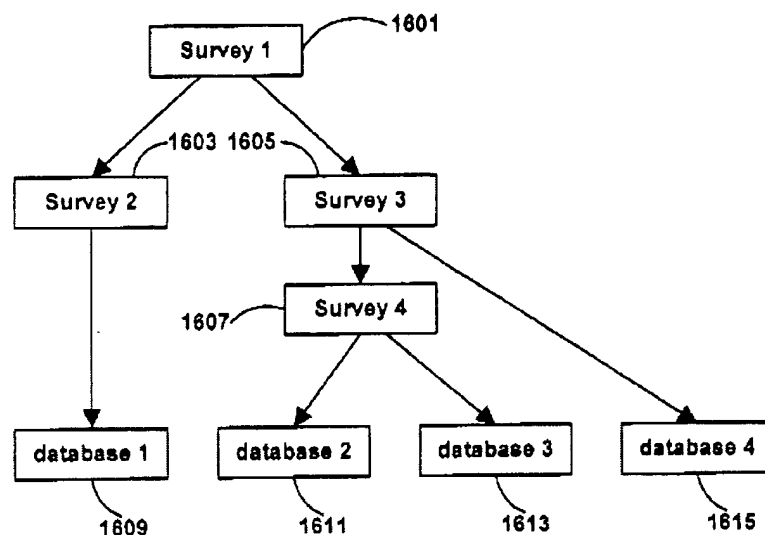 1601
Survey 1
1603 1605
Survey 2
Survey 3
Survey 4
1607
database 1
database 2
database 3
database 4
1609
1611
1613
1615